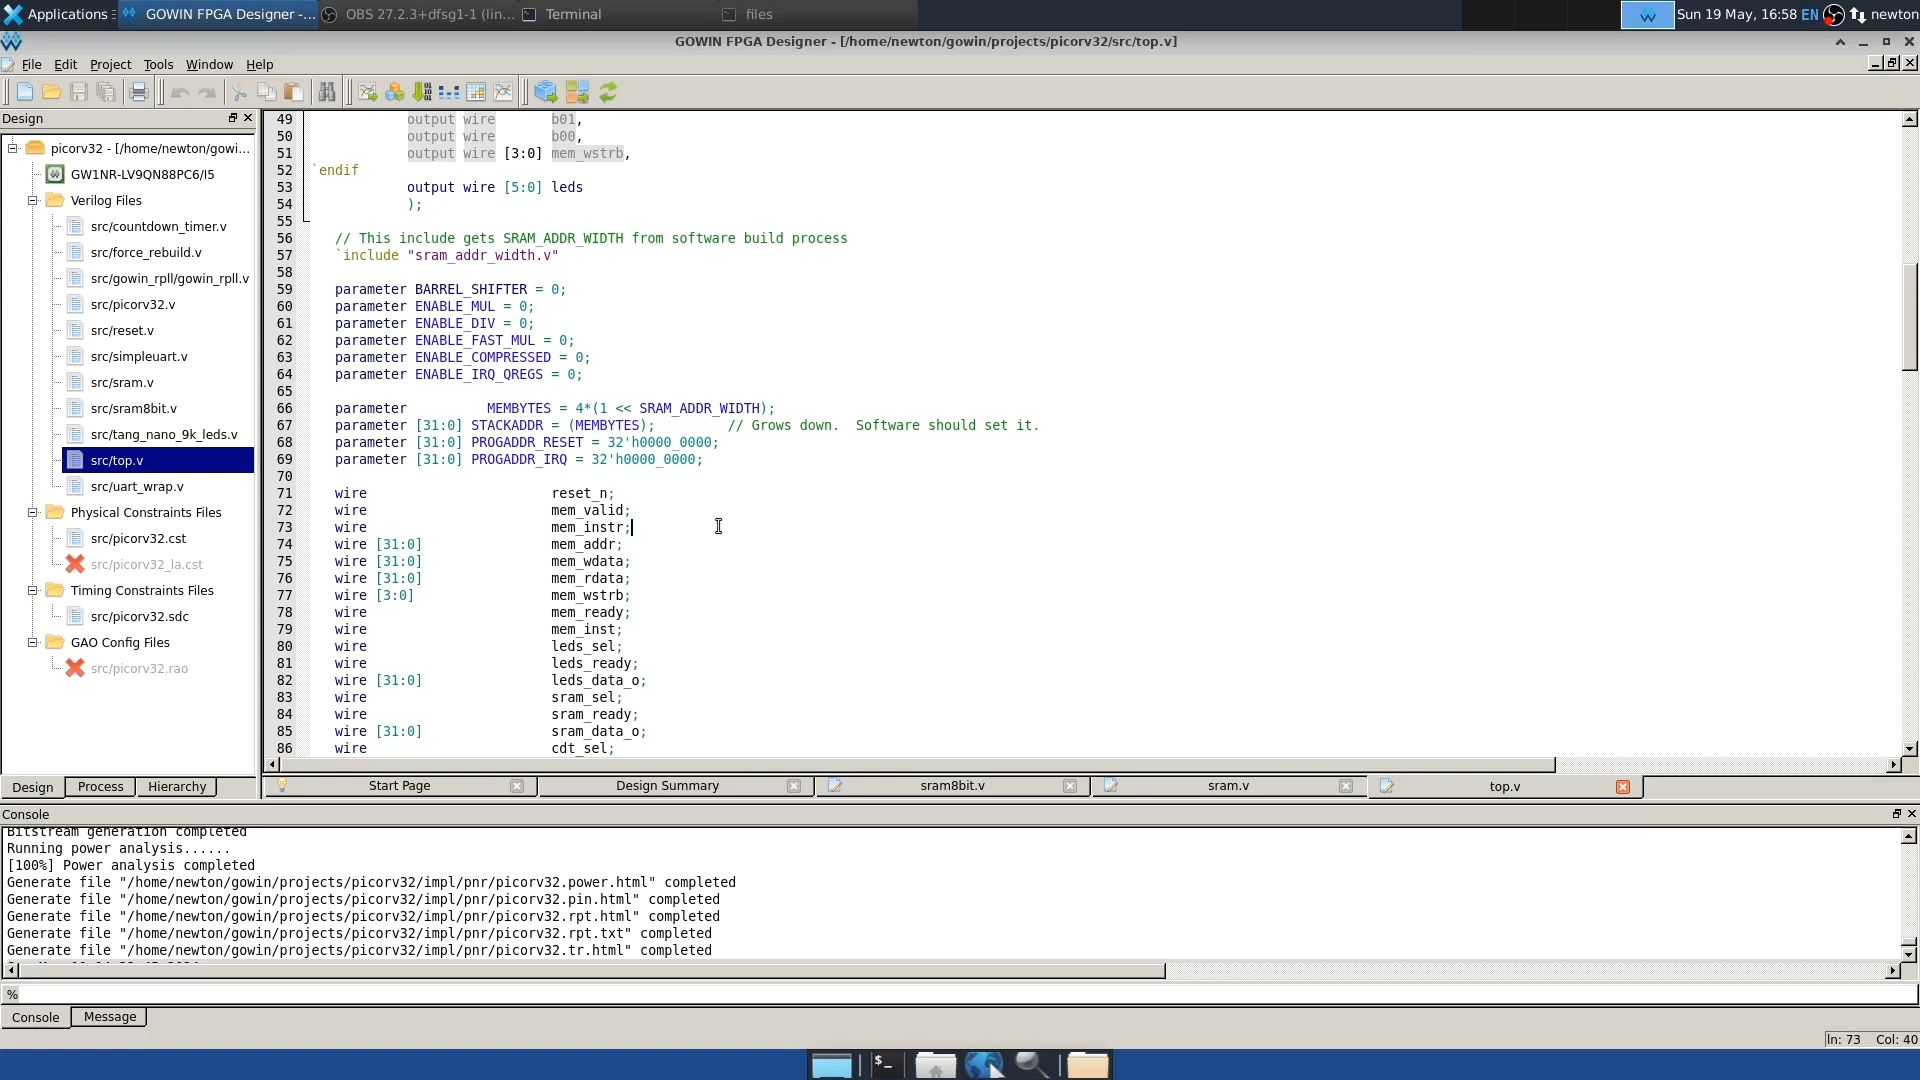 Applications
GOWIN FPGA Designer -...
OBS 27.2.3+dfsg1-1 (lin...
Terminal
files
Sun 19 May, 16:58 EN
newton
GOWIN FPGA Designer - [/home/newton/gowin/projects/picorv32/src/top.v]
File Edit Project Tools Window Help
Design
picorv32 - [/home/newton/gowi...
GW1NR-LV9QN88PC6/I5
Verilog Files
src/countdown_timer.v
src/force_rebuild.v
src/gowin_rpll/gowin_rpll.v
src/picorv32.v
src/reset.v
src/simpleuart.v
src/sram.v
src/sram8bit.v
src/tang_nano_9k_leds.v
src/top.v
src/uart_wrap.v
Physical Constraints Files
src/picorv32.cst
src/picorv32_la.cst
Timing Constraints Files
src/picorv32.sdc
GAO Config Files
src/picorv32.rao
Design Process Hierarchy
49 output wire b01,
50 output wire b00,
51 output wire [3:0] mem_wstrb,
52 `endif
53 output wire [5:0] leds
54 );
55
56 // This include gets SRAM_ADDR_WIDTH from software build process
57 `include "sram_addr_width.v"
58
59 parameter BARREL_SHIFTER = 0;
60 parameter ENABLE_MUL = 0;
61 parameter ENABLE_DIV = 0;
62 parameter ENABLE_FAST_MUL = 0;
63 parameter ENABLE_COMPRESSED = 0;
64 parameter ENABLE_IRQ_QREGS = 0;
65
66 parameter MEMBYTES = 4*(1 << SRAM_ADDR_WIDTH);
67 parameter [31:0] STACKADDR = (MEMBYTES); // Grows down. Software should set it.
68 parameter [31:0] PROGADDR_RESET = 32'h0000_0000;
69 parameter [31:0] PROGADDR_IRQ = 32'h0000_0000;
70
71 wire reset_n;
72 wire mem_valid;
73 wire mem_instr;
74 wire [31:0] mem_addr;
75 wire [31:0] mem_wdata;
76 wire [31:0] mem_rdata;
77 wire [3:0] mem_wstrb;
78 wire mem_ready;
79 wire mem_inst;
80 wire leds_sel;
81 wire leds_ready;
82 wire [31:0] leds_data_o;
83 wire sram_sel;
84 wire sram_ready;
85 wire [31:0] sram_data_o;
86 wire cdt_sel;
Start Page Design Summary sram8bit.v sram.v top.v
Console
Bitstream generation completed
Running power analysis......
[100%] Power analysis completed
Generate file "/home/newton/gowin/projects/picorv32/impl/pnr/picorv32.power.html" completed
Generate file "/home/newton/gowin/projects/picorv32/impl/pnr/picorv32.pin.html" completed
Generate file "/home/newton/gowin/projects/picorv32/impl/pnr/picorv32.rpt.html" completed
Generate file "/home/newton/gowin/projects/picorv32/impl/pnr/picorv32.rpt.txt" completed
Generate file "/home/newton/gowin/projects/picorv32/impl/pnr/picorv32.tr.html" completed
%
Console Message
ln: 73 Col: 40